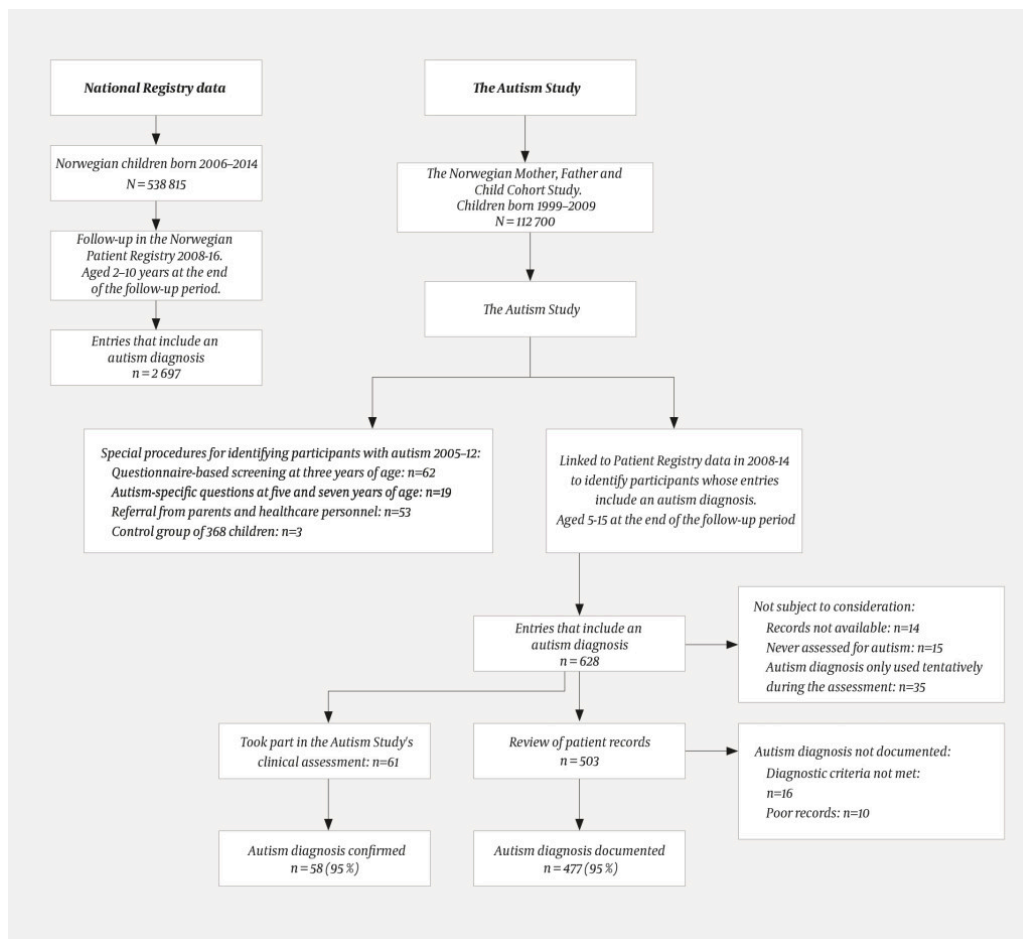 National Registry data
Norwegian children born 2006–2014
N = 538 815
Follow-up in the Norwegian
Patient Registry 2008-16.
Aged 2–10 years at the end
of the follow-up period.
Entries that include an
autism diagnosis
n = 2 697
The Autism Study
The Norwegian Mother, Father and
Child Cohort Study.
Children born 1999–2009
N = 112 700
The Autism Study
Special procedures for identifying participants with autism 2005–12:
Questionnaire-based screening at three years of age: n=62
Autism-specific questions at five and seven years of age: n=19
Referral from parents and healthcare personnel: n=53
Control group of 368 children: n=3
Linked to Patient Registry data in 2008-14
to identify participants whose entries
include an autism diagnosis.
Aged 5-15 at the end of the follow-up period
Entries that include an
autism diagnosis
n = 628
Not subject to consideration:
Records not available: n=14
Never assessed for autism: n=15
Autism diagnosis only used tentatively
during the assessment: n=35
Took part in the Autism Study's
clinical assessment: n=61
Review of patient records
n = 503
Autism diagnosis not documented:
Diagnostic criteria not met:
n=16
Poor records: n=10
Autism diagnosis confirmed
n = 58 (95 %)
Autism diagnosis documented
n = 477 (95 %)